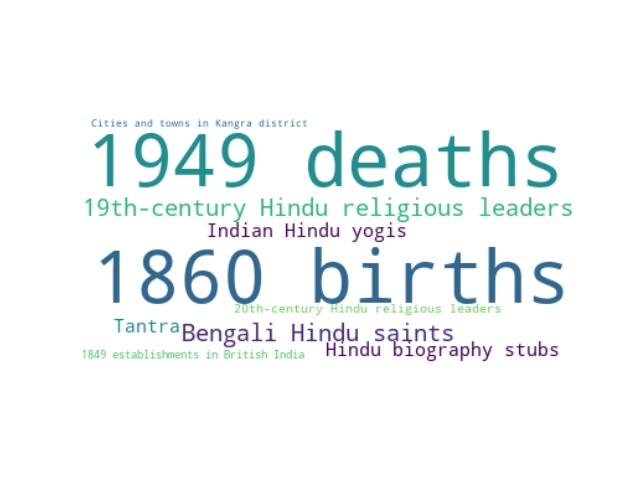 Cities and towns in Kangra district
1949 deaths
19th-century Hindu religious leaders
Indian Hindu yogis
1860 births
20th-century Hindu religious leaders
Tantra
Bengali Hindu saints
Hindu biography stubs
1849 establishments in British India